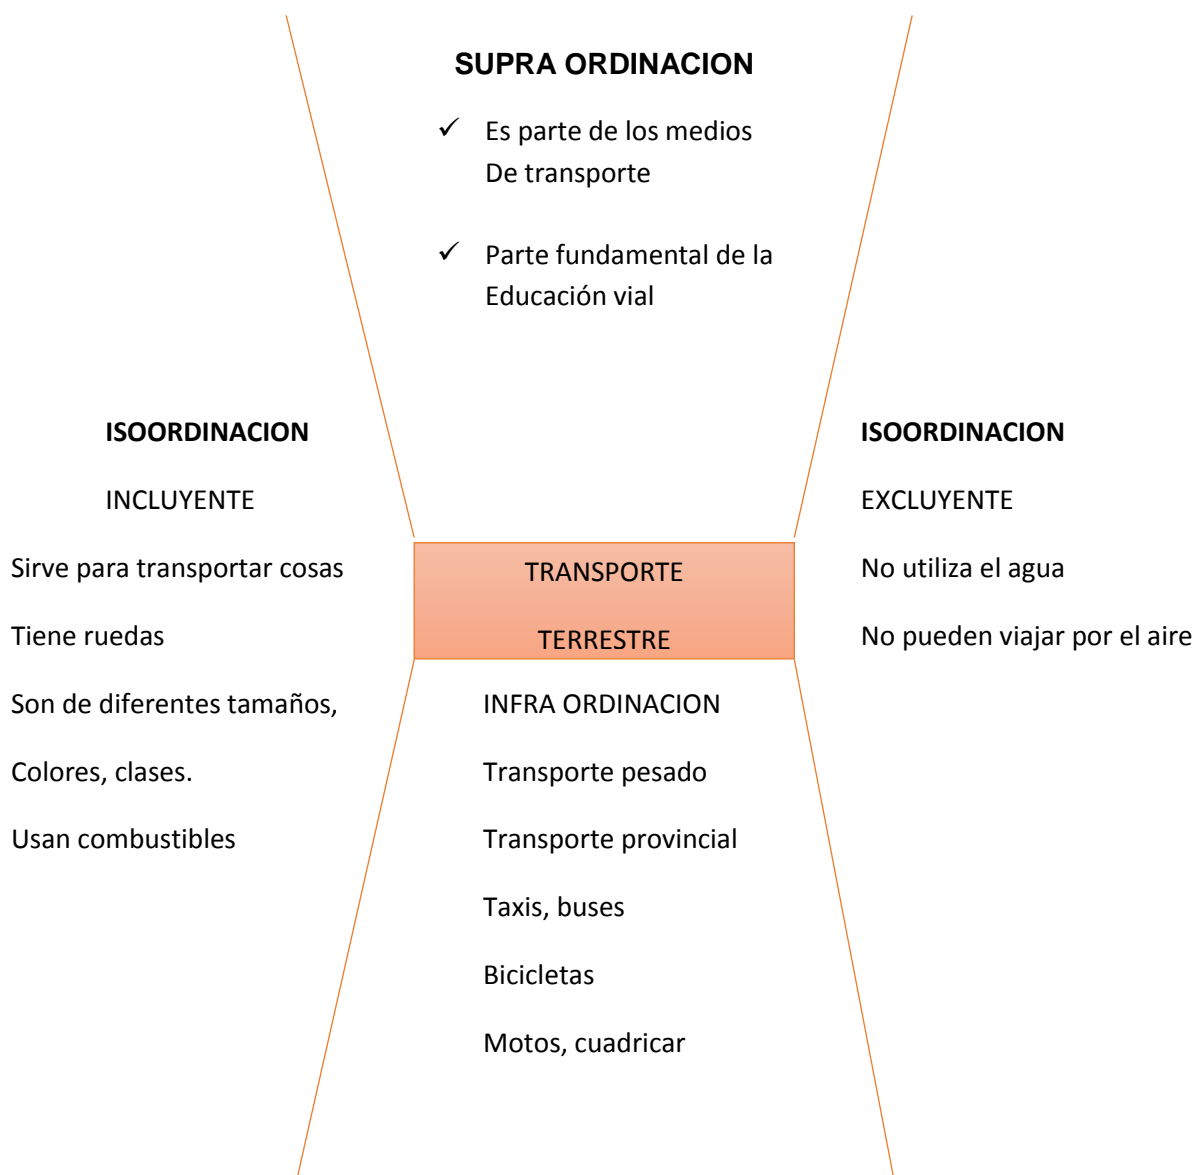 SUPRA ORDINACION
✓ Es parte de los medios
De transporte
✓ Parte fundamental de la
Educación vial
ISOORDINACION
INCLUYENTE
Sirve para transportar cosas
Tiene ruedas
Son de diferentes tamaños,
Colores, clases.
Usan combustibles
TRANSPORTE
TERRESTRE
INFRA ORDINACION
Transporte pesado
Transporte provincial
Taxis, buses
Bicicletas
Motos, cuadricar
ISOORDINACION
EXCLUYENTE
No utiliza el agua
No pueden viajar por el aire